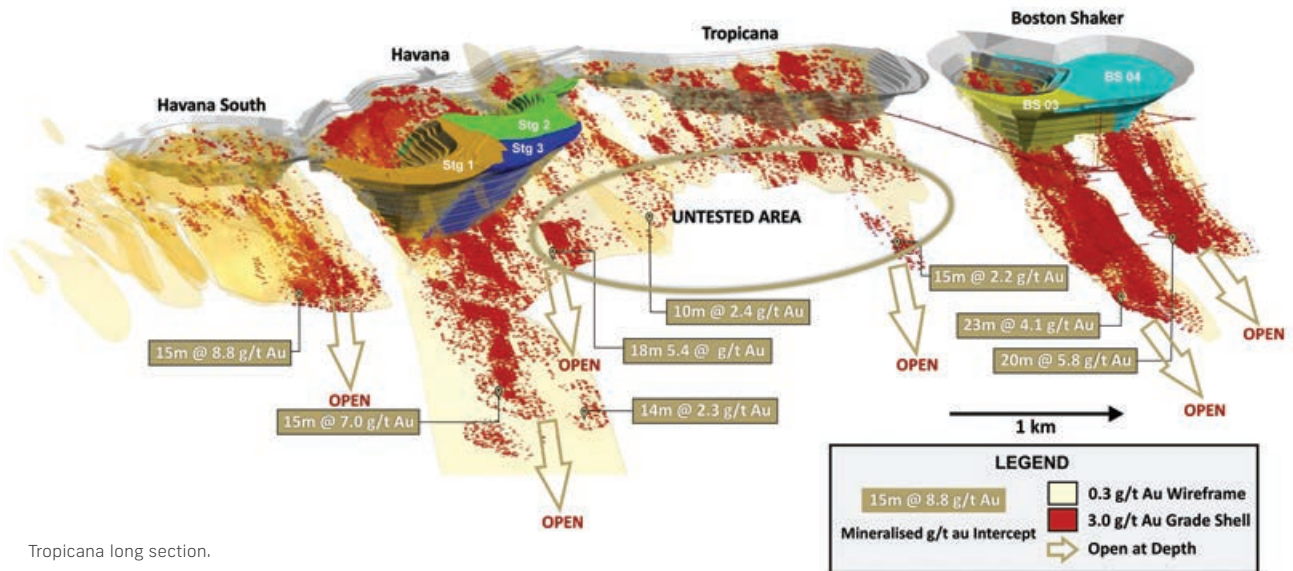 Boston Shaker
Tropicana
Havana
Havana South
BS 04
BS 03
Stg 2
Stg 1
Stg 3
UNTESTED AREA
15m @ 2.2 g/t Au
10m @ 2.4 g/t Au
23m @ 4.1 g/t Au
15m @ 8.8 g/t Au
18m 5.4 @ g/t Au
20m @ 5.8 g/t Au
OPEN
OPEN
OPEN
OPEN
OPEN
15m @ 7.0 g/t Au
14m @ 2.3 g/t Au
1 km
OPEN
LEGEND
15m @ 8.8 g/t Au
Mineralised g/t au Intercept
0.3 g/t Au Wireframe
3.0 g/t Au Grade Shell
Open at Depth
Tropicana long section.